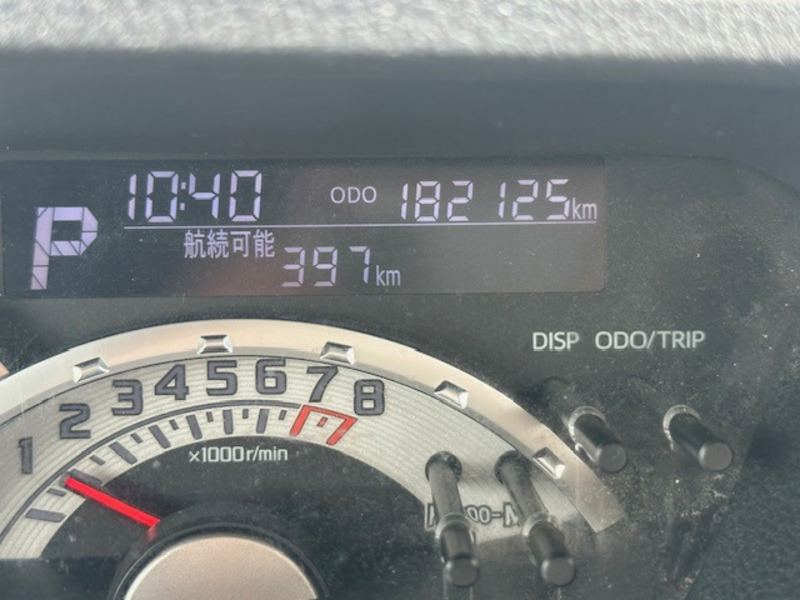 10:40 ODO 182125km
P
航続可能 397km
DISP ODO/TRIP
1 2 3 4 5 6 7 8
×1000r/min